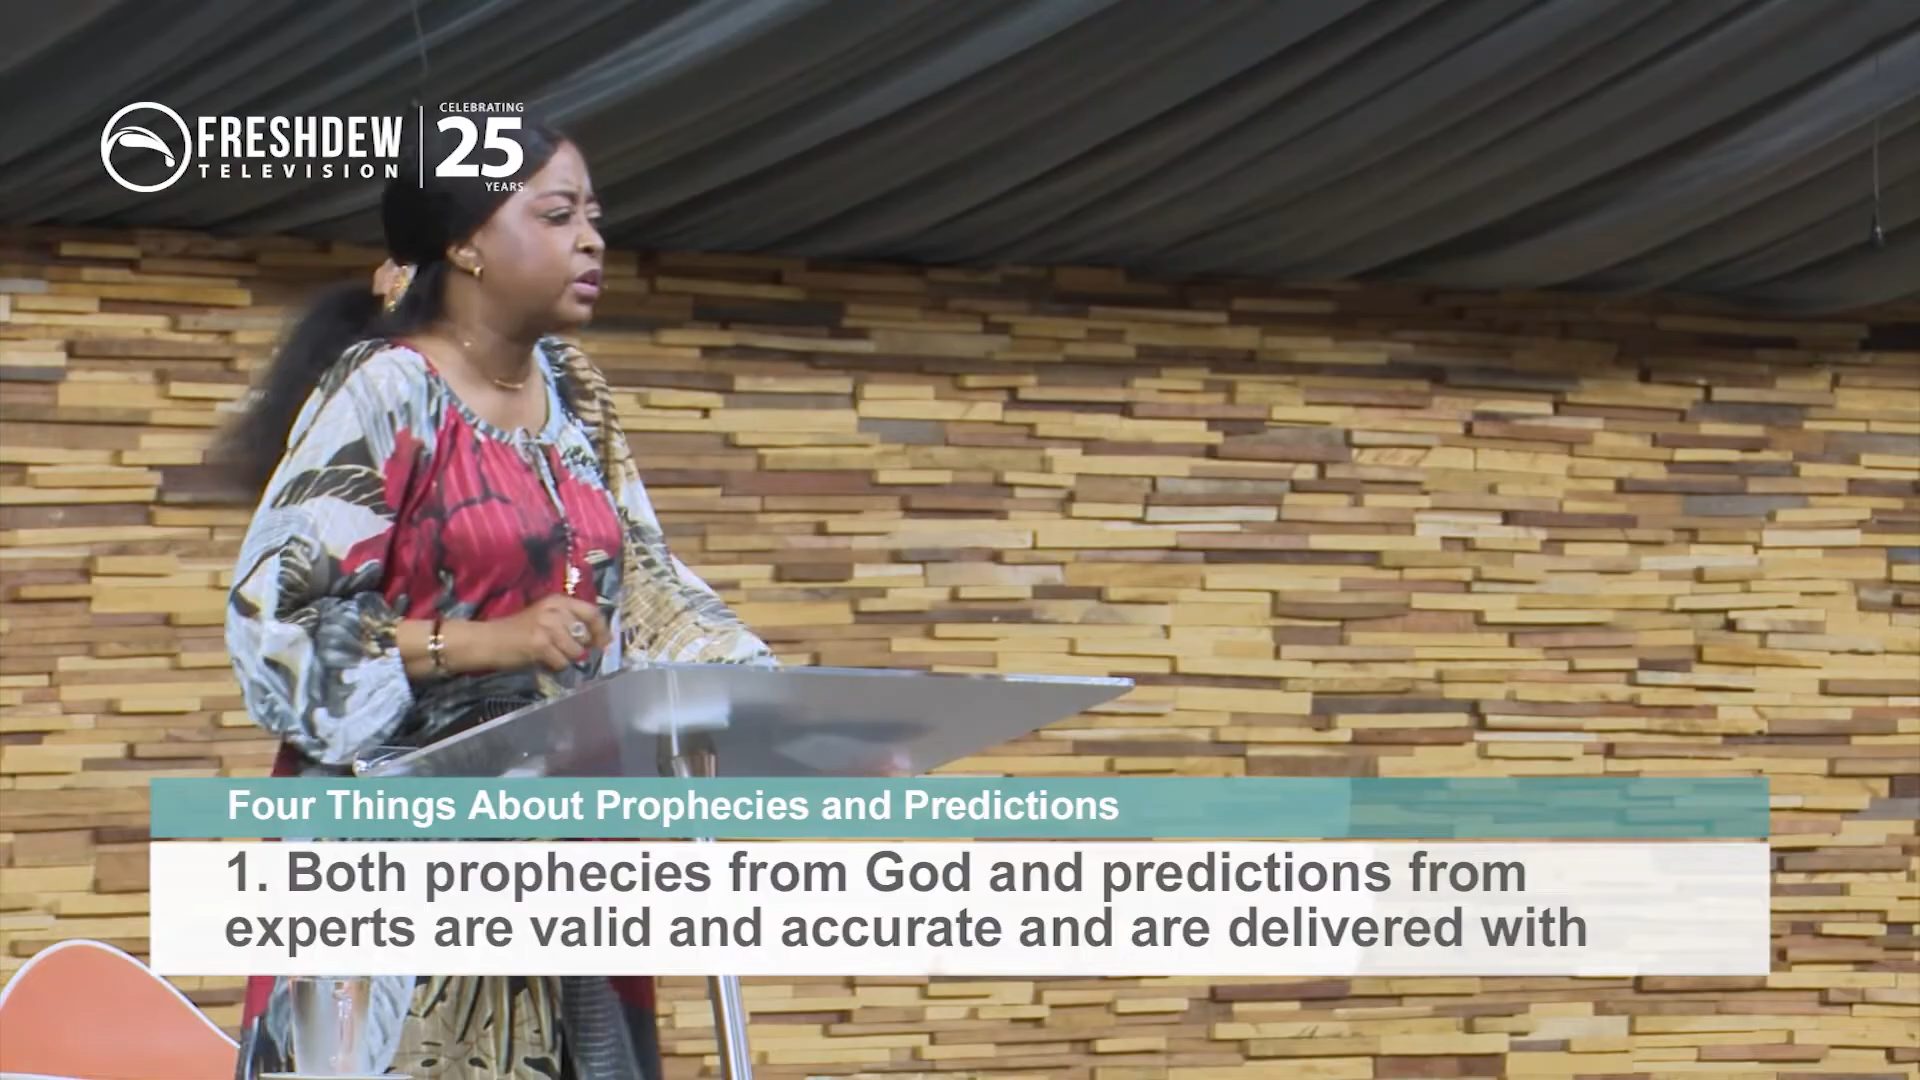 FRESHDEW
TELEVISION
CELEBRATING
25
YEARS
Four Things About Prophecies and Predictions
1. Both prophecies from God and predictions from
experts are valid and accurate and are delivered with